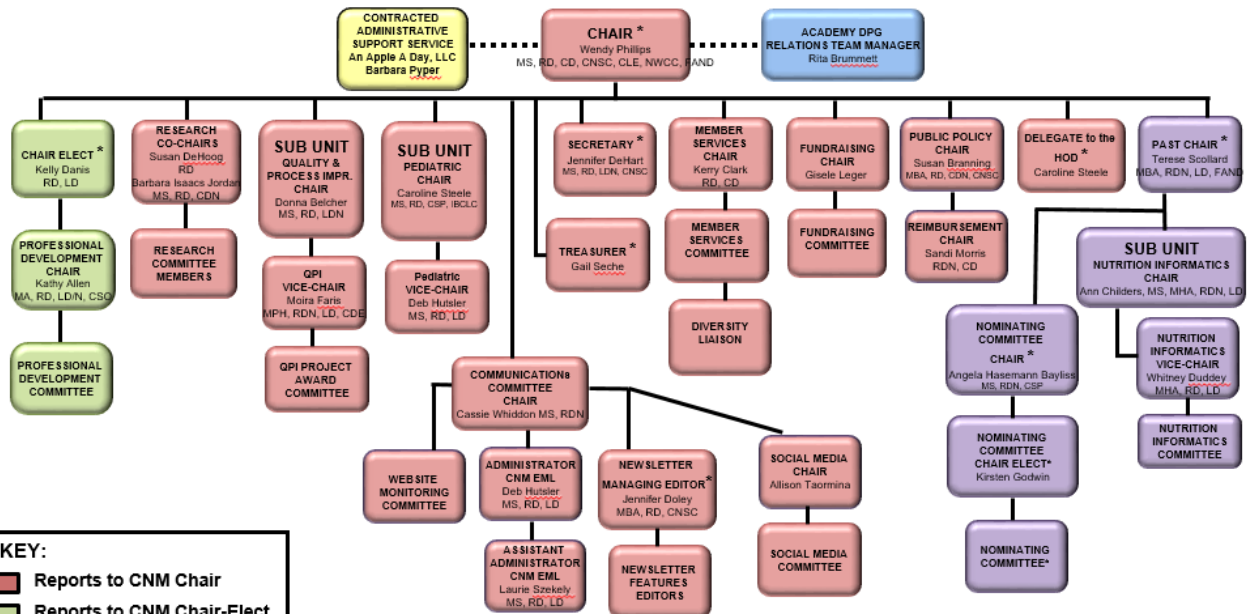 CONTRACTED
ADMINISTRATIVE
SUPPORT SERVICE
An Apple A Day, LLC
Barbara Pyper
CHAIR *
Wendy Phillips
MS, RD, CD, CNSC, CLE, NWCC, FAND
ACADEMY DPG
RELATIONS TEAM MANAGER
Rita Brummett
CHAIR ELECT *
Kelly Danis
RD, LD
RESEARCH
CO-CHAIRS
Susan DeHoog
RD
Barbara Isaacs Jordan
MS, RD, CDN
SUB UNIT
QUALITY &
PROCESS IMPR.
CHAIR
Donna Belcher
MS, RD, LDN
SUB UNIT
PEDIATRIC
CHAIR
Caroline Steele
MS, RD, CSP, IBCLC
SECRETARY *
Jennifer DeHart
MS, RD, LDN, CNSC
MEMBER
SERVICES
CHAIR
Kerry Clark
RD, CD
FUNDRAISING
CHAIR
Gisele Leger
PUBLIC POLICY
CHAIR
Susan Branning
MBA, RD, CDN, CNSC
DELEGATE to the
HOD *
Caroline Steele
PAST CHAIR *
Terese Scollard
MBA, RDN, LD, FAND
PROFESSIONAL
DEVELOPMENT
CHAIR
Kathy Allen
MA, RD, LD/N, CSO
RESEARCH
COMMITTEE
MEMBERS
QPI
VICE-CHAIR
Moira Faris
MPH, RDN, LD, CDE
Pediatric
VICE-CHAIR
Deb Hutsler
MS, RD, LD
TREASURER *
Gail Seche
MEMBER
SERVICES
COMMITTEE
FUNDRAISING
COMMITTEE
REIMBURSEMENT
CHAIR
Sandi Morris
RDN, CD
SUB UNIT
NUTRITION INFORMATICS
CHAIR
Ann Childers, MS, MHA, RDN, LD
PROFESSIONAL
DEVELOPMENT
COMMITTEE
QPI PROJECT
AWARD
COMMITTEE
DIVERSITY
LIAISON
NOMINATING
COMMITTEE
CHAIR *
Angela Hasemann Bayliss
MS, RDN, CSP
NUTRITION
INFORMATICS
VICE-CHAIR
Whitney Duddey
MHA, RD, LD
COMMUNICATIONs
COMMITTEE
CHAIR
Cassie Whiddon MS, RDN
NOMINATING
COMMITTEE
CHAIR ELECT*
Kirsten Godwin
NUTRITION
INFORMATICS
COMMITTEE
WEBSITE
MONITORING
COMMITTEE
ADMINISTRATOR
CNM EML
Deb Hutsler
MS, RD, LD
NEWSLETTER
MANAGING EDITOR*
Jennifer Doley
MBA, RD, CNSC
SOCIAL MEDIA
CHAIR
Allison Taormina
ASSISTANT
ADMINISTRATOR
CNM EML
Laurie Szekely
MS, RD, LD
NEWSLETTER
FEATURES
EDITORS
SOCIAL MEDIA
COMMITTEE
NOMINATING
COMMITTEE*
KEY:
Reports to CNM Chair
Reports to CNM Chair-Elect